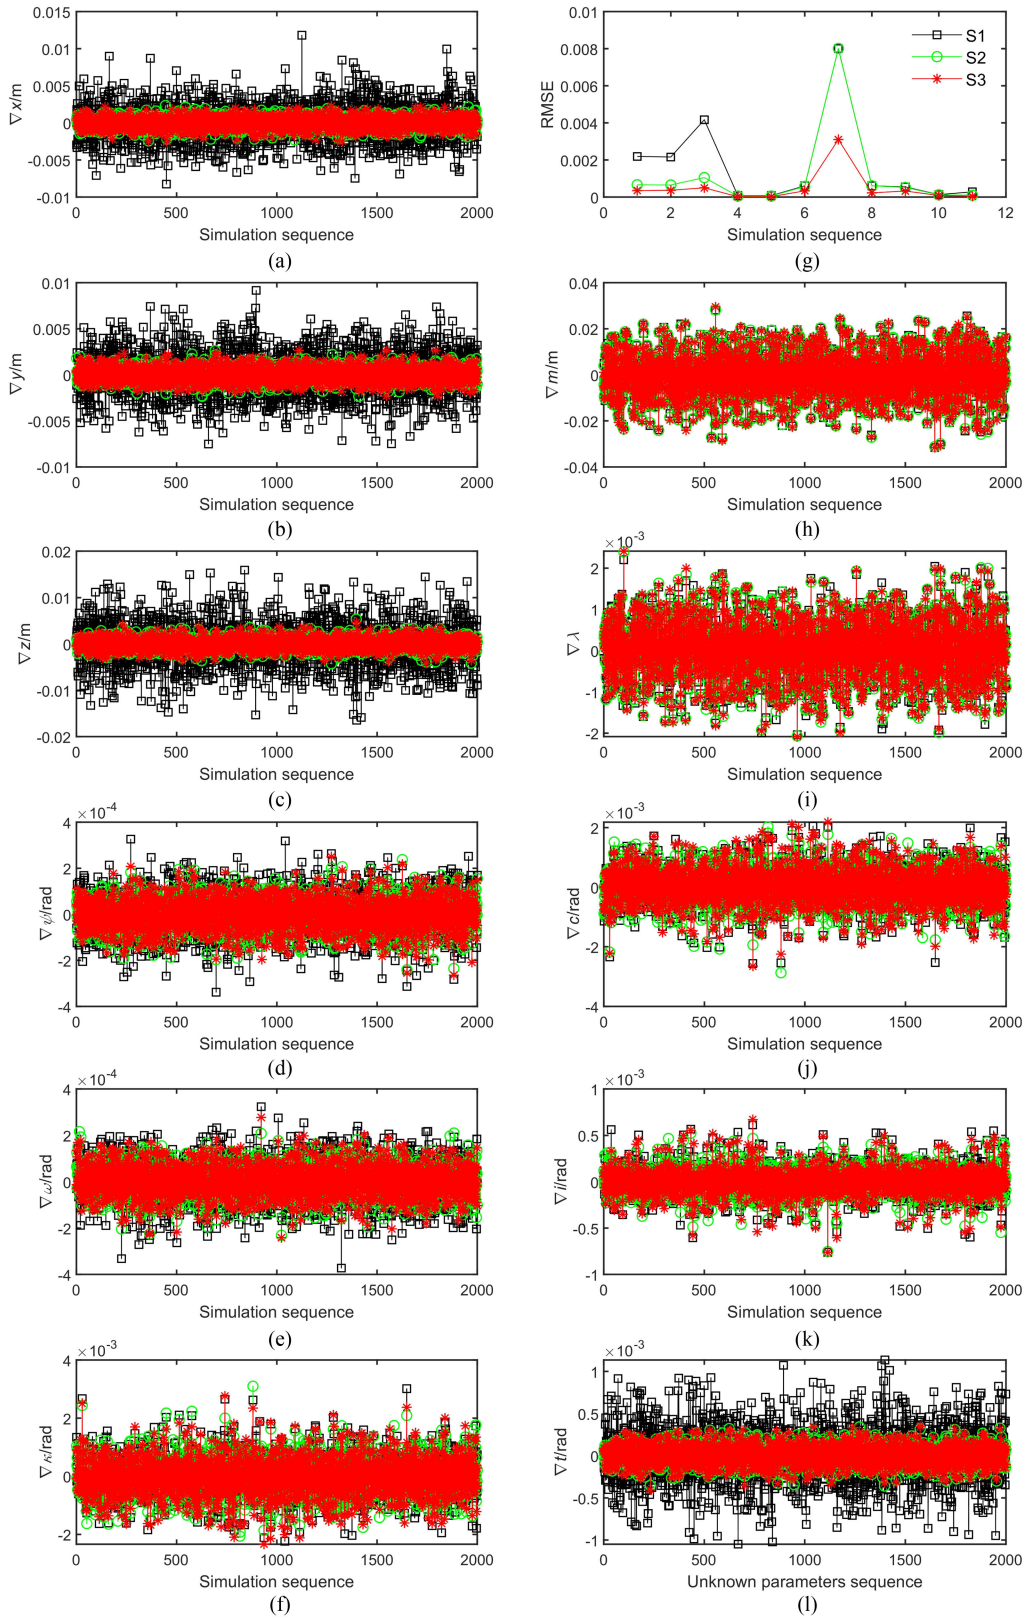 0.015
0.01
0.005
0
-0.005
-0.01
∇x/m
0 500 1000 1500 2000
Simulation sequence
(a)
0.01
0.005
0
-0.005
-0.01
∇y/m
0 500 1000 1500 2000
Simulation sequence
(b)
0.02
0.01
0
-0.01
-0.02
∇z/m
0 500 1000 1500 2000
Simulation sequence
(c)
×10-4
4
2
0
-2
-4
∇ψ/rad
0 500 1000 1500 2000
Simulation sequence
(d)
×10-4
4
2
0
-2
-4
∇ω/rad
0 500 1000 1500 2000
Simulation sequence
(e)
×10-3
4
2
0
-2
∇κ/rad
0 500 1000 1500 2000
Simulation sequence
(f)
0.01
0.008
0.006
0.004
0.002
0
RMSE
S1
S2
S3
0 2 4 6 8 10 12
Simulation sequence
(g)
0.04
0.02
0
-0.02
-0.04
∇m/m
0 500 1000 1500 2000
Simulation sequence
(h)
×10-3
2
1
0
-1
-2
∇λ
0 500 1000 1500 2000
Simulation sequence
(i)
×10-3
2
0
-2
-4
∇c/rad
0 500 1000 1500 2000
Simulation sequence
(j)
×10-3
1
0.5
0
-0.5
-1
∇i/rad
0 500 1000 1500 2000
Simulation sequence
(k)
×10-3
1
0.5
0
-0.5
-1
∇t/rad
0 500 1000 1500 2000
Unknown parameters sequence
(l)